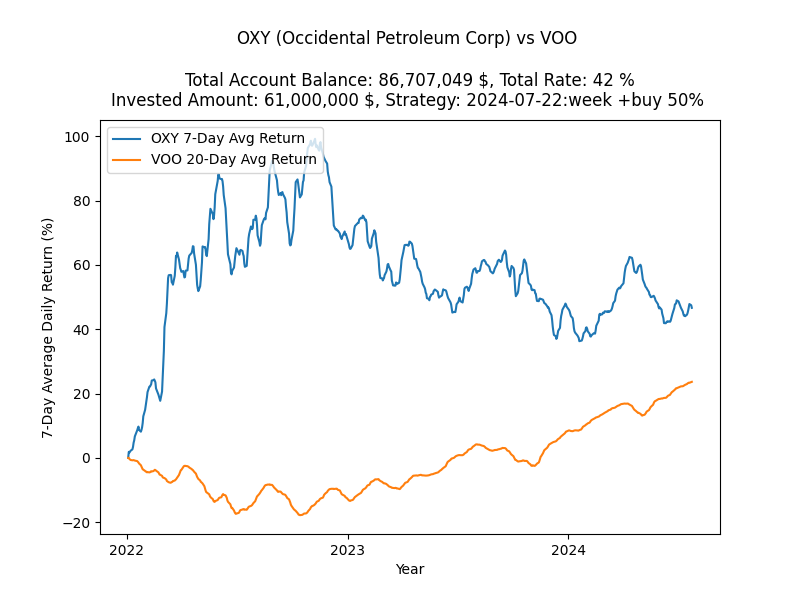 OXY (Occidental Petroleum Corp) vs VOO
Total Account Balance: 86,707,049 $, Total Rate: 42 %
Invested Amount: 61,000,000 $, Strategy: 2024-07-22:week +buy 50%
OXY 7-Day Avg Return
VOO 20-Day Avg Return
7-Day Average Daily Return (%)
100
80
60
40
20
0
−20
2022
2023
2024
Year